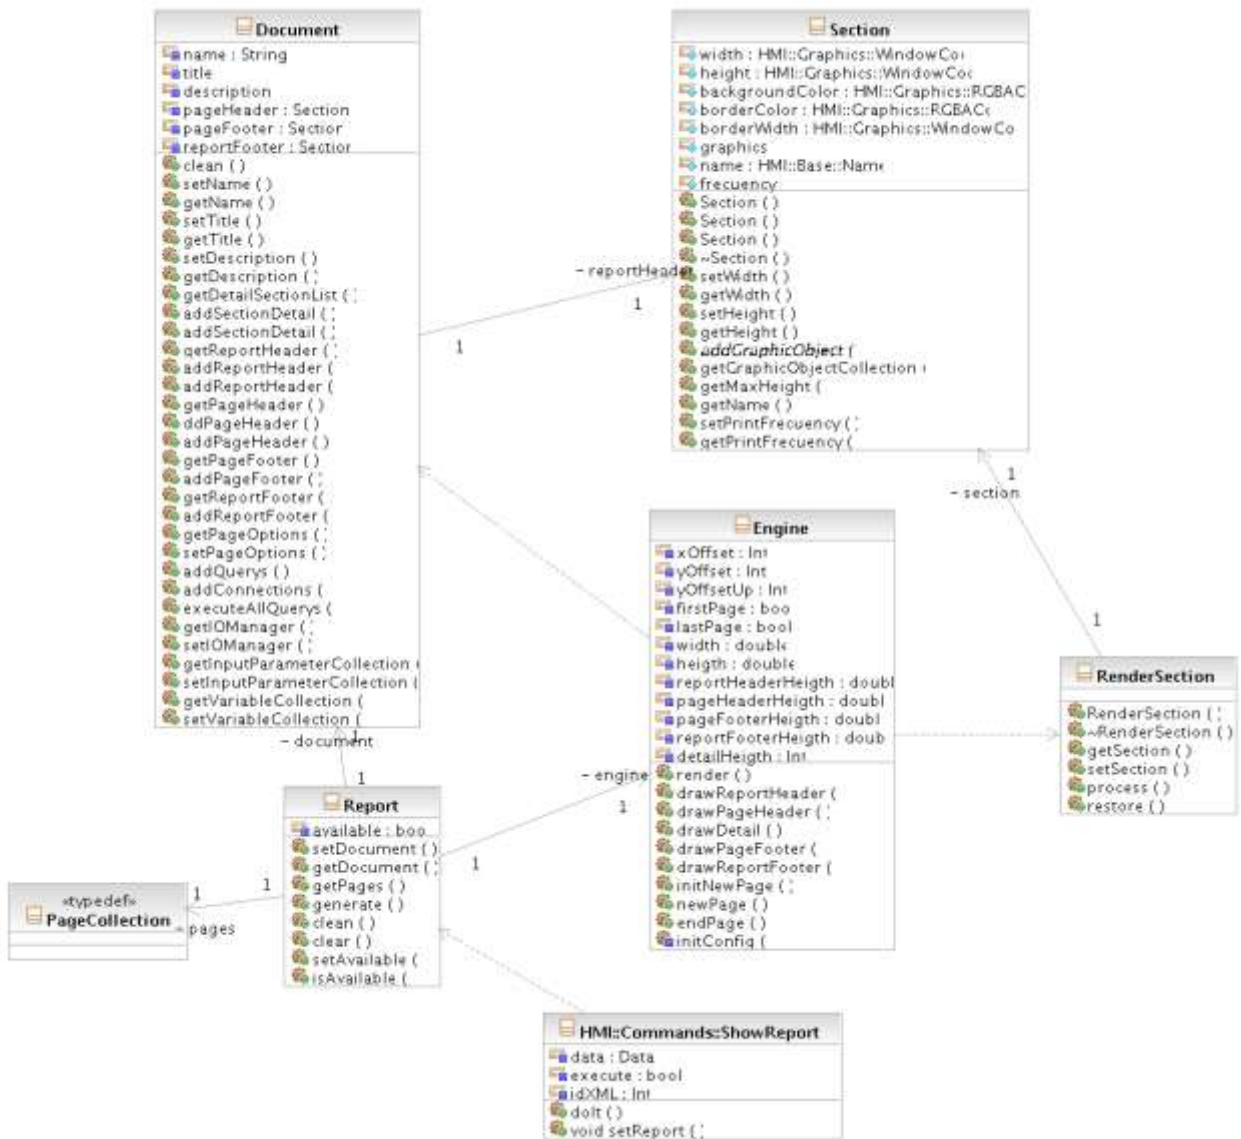 Document
name : String
title
description
pageHeader : Section
pageFooter : Section
reportFooter : Section
clean ( )
setName ( )
getName ( )
setTitle ( )
getTitle ( )
setDescription ( )
getDescription ( )
getDetailSectionList ( )
addSectionDetail ( )
addSectionDetail ( )
getReportHeader ( )
addReportHeader (
addReportHeader (
getPageHeader ( )
ddPageHeader ( )
addPageHeader ( )
getPageFooter ( )
addPageFooter ( )
getReportFooter (
addReportFooter (
getPageOptions ( )
setPageOptions ( )
addQuerys ( )
addConnections (
executeAllQuerys (
getIOManager ( )
setIOManager ( )
getInputParameterCollection (
setInputParameterCollection (
getVariableCollection (
setVariableCollection (
Section
width : HMI::Graphics::WindowCo
height : HMI::Graphics::WindowCoc
backgroundColor : HMI::Graphics::RGBAC
borderColor : HMI::Graphics::RGBAC
borderWidth : HMI::Graphics::WindowCo
graphics
name : HMI::Base::Name
frecuency
Section ( )
Section ( )
Section ( )
~Section ( )
setWidth ( )
getWidth ( )
setHeight ( )
getHeight ( )
addGraphicObject (
getGraphicObjectCollection (
getMaxHeight (
getName ( )
setPrintFrecuency ( )
getPrintFrecuency (
- reportHeader
1
1
1
- section
1
Engine
xOffset : Int
yOffset : Int
yOffsetUp : Int
firstPage : boo
lastPage : bool
width : double
heigth : double
reportHeaderHeigth : doubl
pageHeaderHeigth : doubl
pageFooterHeigth : doubl
reportFooterHeigth : doub
detailHeigth : Int
render ( )
drawReportHeader (
drawPageHeader ( )
drawDetail ( )
drawPageFooter (
drawReportFooter (
initNewPage ( )
newPage ( )
endPage ( )
initConfig (
RenderSection
RenderSection ( )
~RenderSection ( )
getSection ( )
setSection ( )
process ( )
restore ( )
- document
1
1
- engine
1
1
Report
available : boo
setDocument ( )
getDocument ( )
getPages ( )
generate ( )
clean ( )
clear ( )
setAvailable (
isAvailable (
1
1
- pages
«typedef»
PageCollection
HMI::Commands::ShowReport
data : Data
execute : bool
idXML : Int
doIt ( )
void setReport ( )